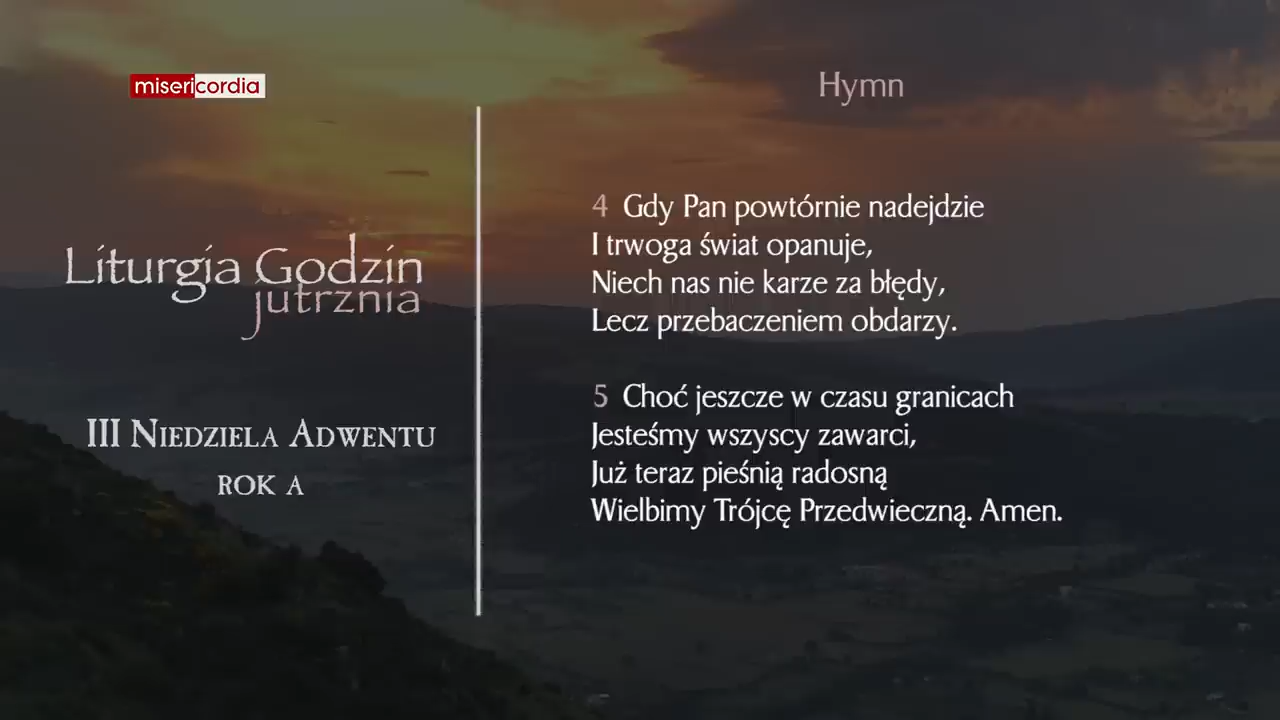 misericordia
Liturgia Godzin
jutrznia
III Niedziela Adwentu
rok A
Hymn
4 Gdy Pan powtórnie nadejdzie
I trwoga świat opanuje,
Niech nas nie karze za błędy,
Lecz przebaczeniem obdarzy.
5 Choć jeszcze w czasu granicach
Jesteśmy wszyscy zawarci,
Już teraz pieśnią radosną
Wielbimy Trójcę Przedwieczną. Amen.